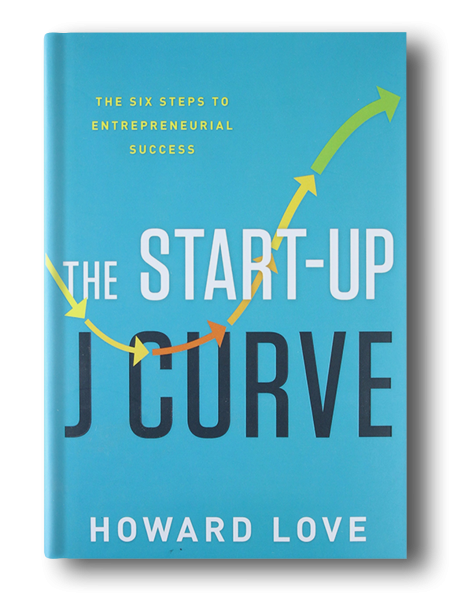 THE SIX STEPS TO
ENTREPRENEURIAL
SUCCESS
THE START-UP
J CURVE
HOWARD LOVE